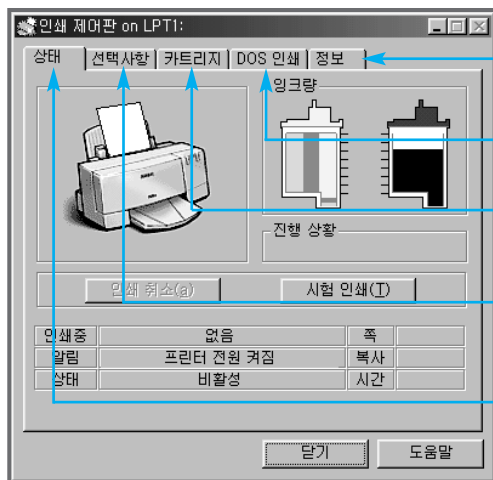 인쇄 제어판 on LPT1:
상태 선택사항 카트리지 DOS 인쇄 정보
잉크량
진행 상황
인쇄 취소(a) 시험 인쇄(T)
인쇄중 없음 쪽
알림 프린터 전원 켜짐 복사
상태 비활성 시간
닫기 도움말